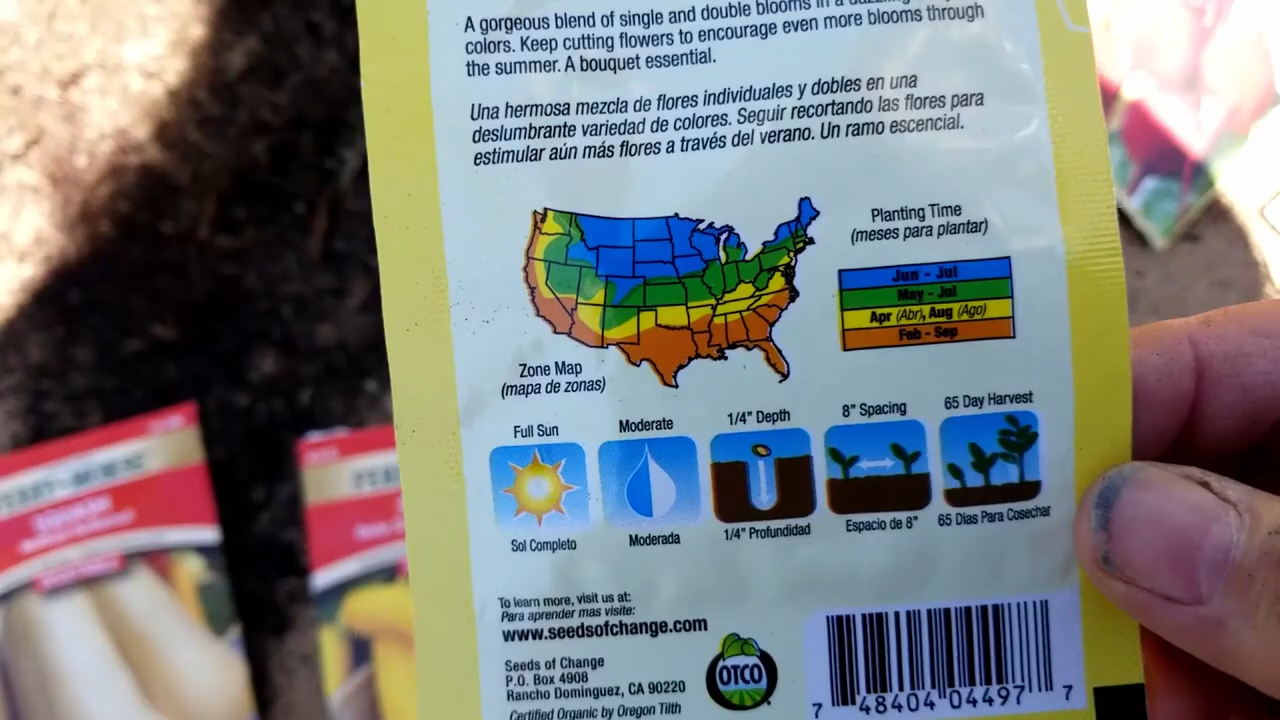 A gorgeous blend of single and double blooms in a
colors. Keep cutting flowers to encourage even more blooms through
the summer. A bouquet essential.
Una hermosa mezcla de flores individuales y dobles en una
deslumbrante variedad de colores. Seguir recortando las flores para
estimular aún más flores a través del verano. Un ramo escencial.
Planting Time
(meses para plantar)
Jun - Jul
May - Jul
Apr (Abr), Aug (Ago)
Feb - Sep
Zone Map
(mapa de zonas)
Full Sun
Moderate
1/4" Depth
8" Spacing
65 Day Harvest
Sol Completo
Moderada
1/4" Profundidad
Espacio de 8"
65 Dias Para Cosechar
To learn more, visit us at:
Para aprender mas visite:
www.seedsofchange.com
Seeds of Change
P.O. Box 4908
Rancho Dominguez, CA 90220
Certified Organic by Oregon Tilth
OTCO
7 48404 04497 7